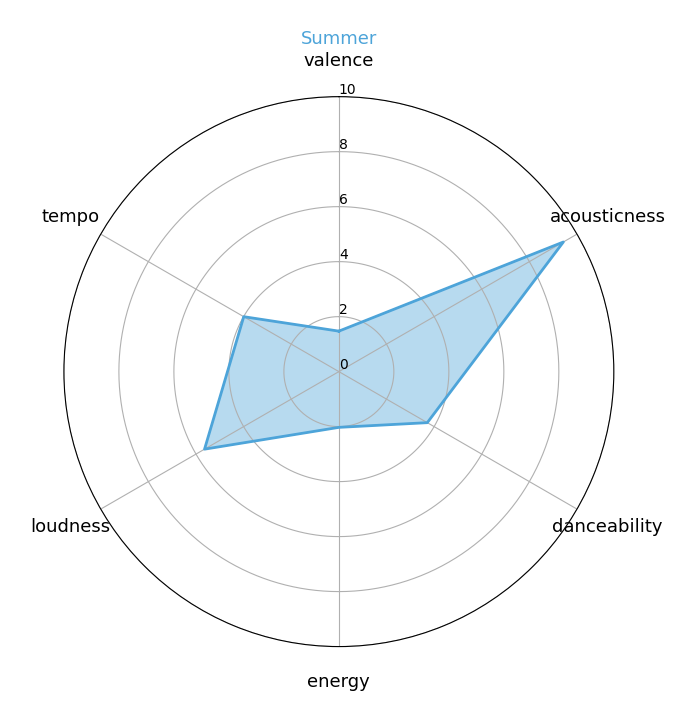 Summer
valence
10
8
tempo
6
acousticness
4
2
0
loudness
danceability
energy